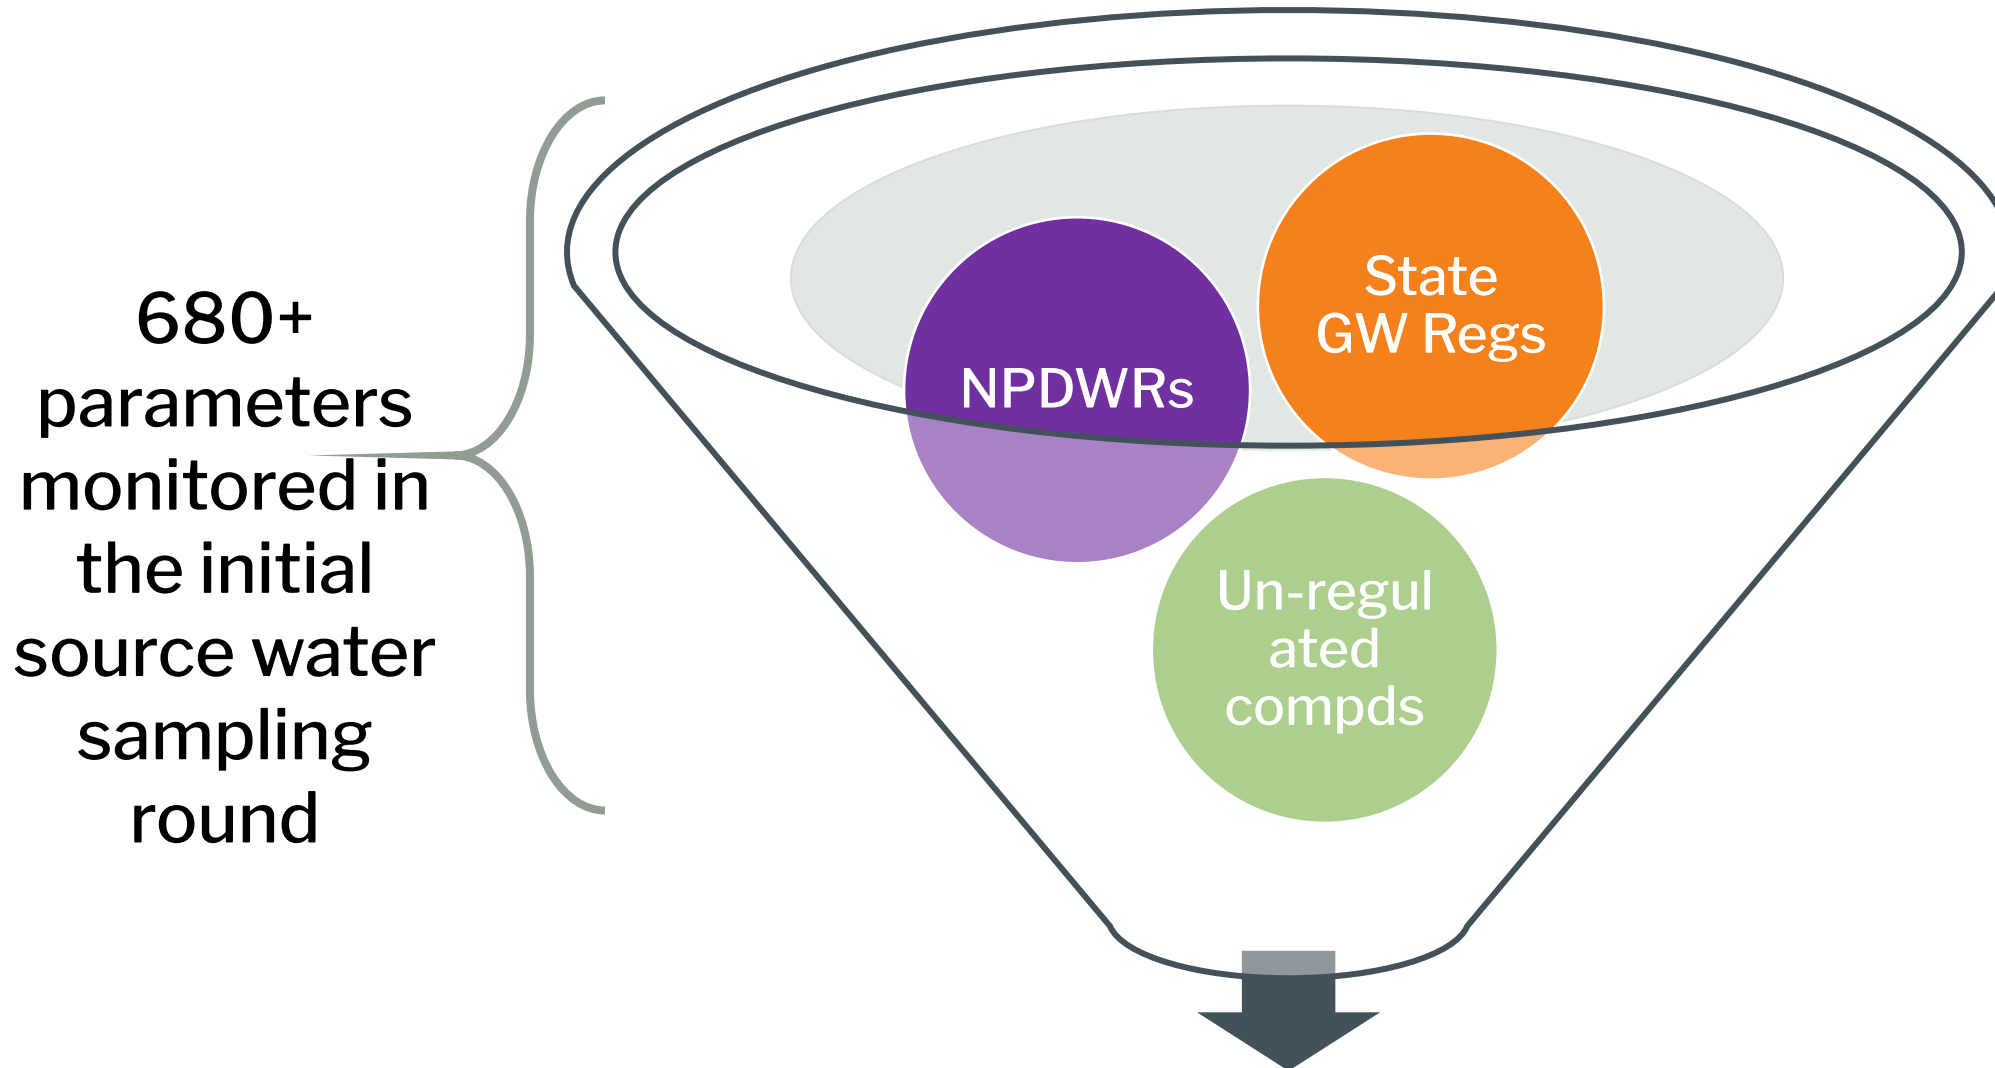 680+
parameters
monitored in
the initial
source water
sampling
round
NPDWRs
State
GW Regs
Un-regul
ated
compds